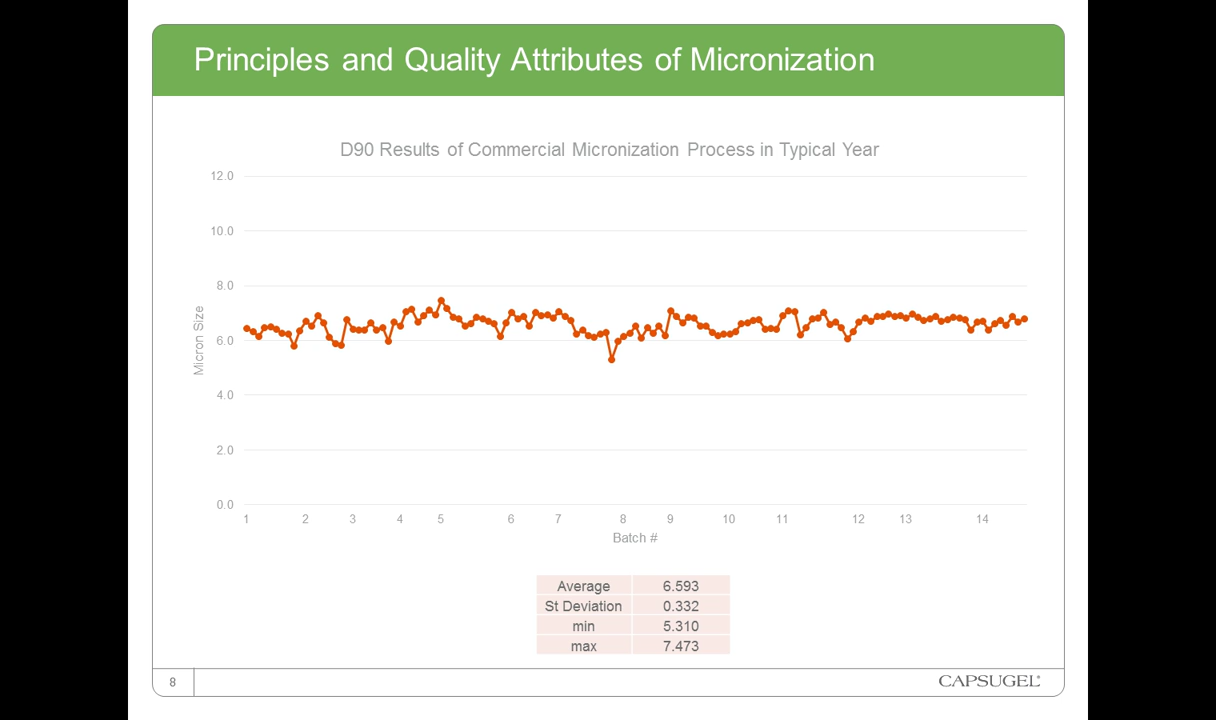 Principles and Quality Attributes of Micronization
D90 Results of Commercial Micronization Process in Typical Year
12.0
10.0
8.0
6.0
4.0
2.0
0.0
Micron Size
1 2 3 4 5 6 7 8 9 10 11 12 13 14
Batch #
Average 6.593
St Deviation 0.332
min 5.310
max 7.473
8
CAPSUGEL®